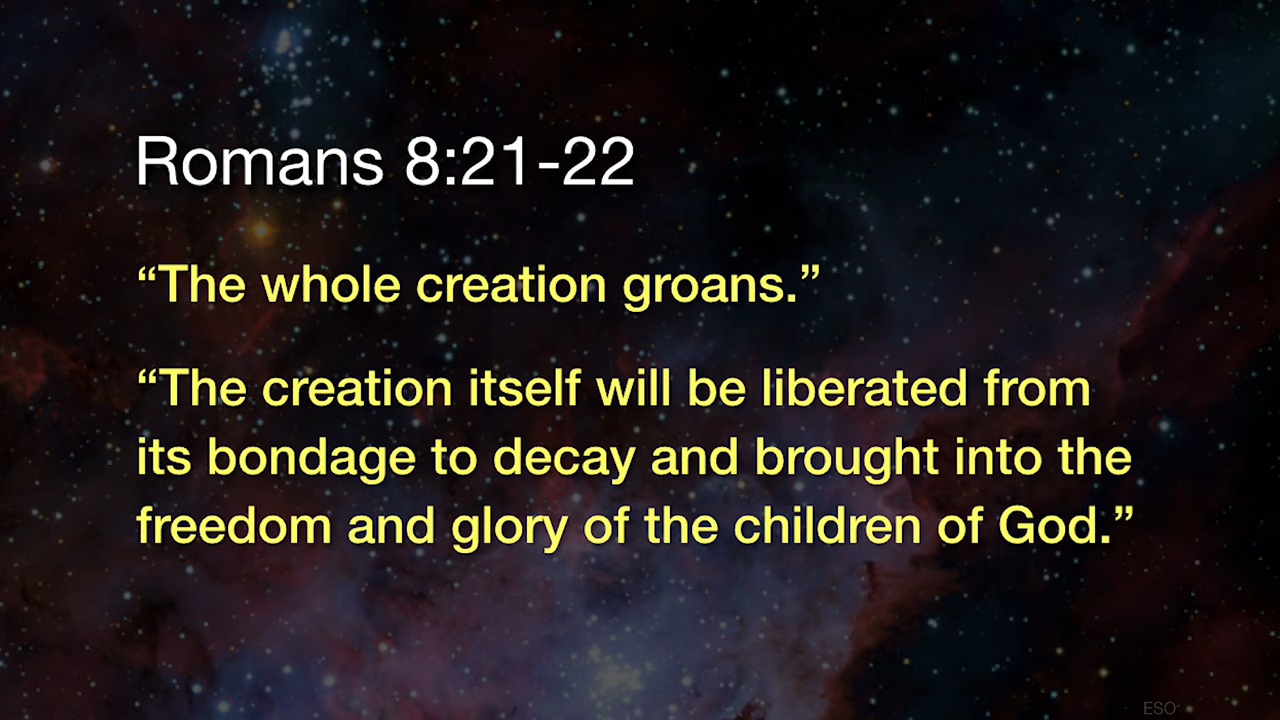 Romans 8:21-22
“The whole creation groans.”
“The creation itself will be liberated from
its bondage to decay and brought into the
freedom and glory of the children of God.”
ESO